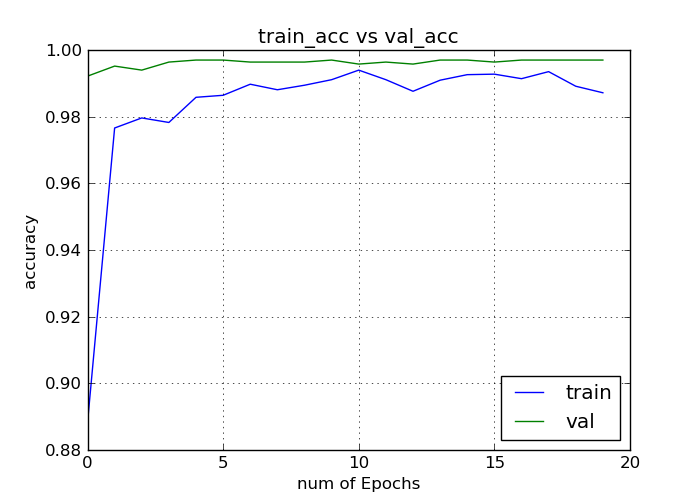 train_acc vs val_acc
1.00
0.98
0.96
0.94
0.92
0.90
0.88
accuracy
train
val
0 5 10 15 20
num of Epochs